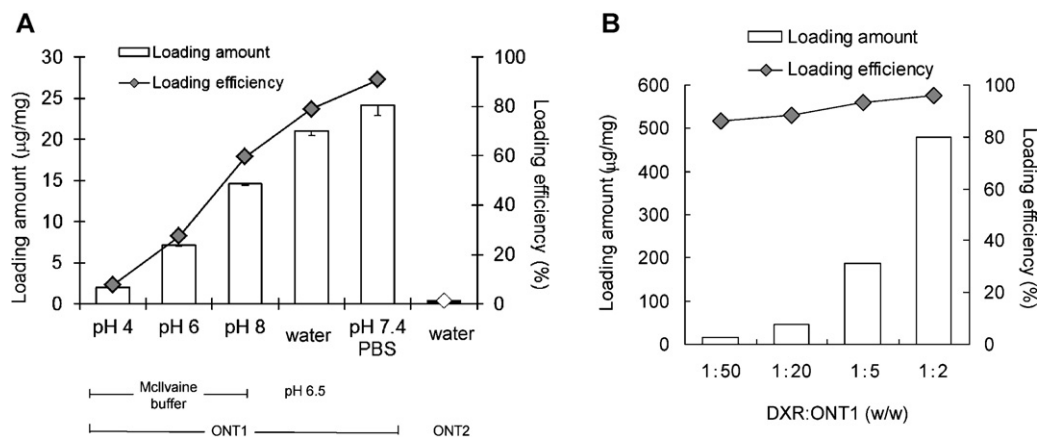 A
Loading amount
Loading efficiency
Loading amount (µg/mg)
30
25
20
15
10
5
0
100
80
60
40
20
0
Loading efficiency (%)
pH 4
pH 6
pH 8
water
pH 7.4 PBS
water
McIlvaine buffer
pH 6.5
ONT1
ONT2
B
Loading amount
Loading efficiency
Loading amount (µg/mg)
600
500
400
300
200
100
0
100
80
60
40
20
0
Loading efficiency (%)
1:50
1:20
1:5
1:2
DXR:ONT1 (w/w)